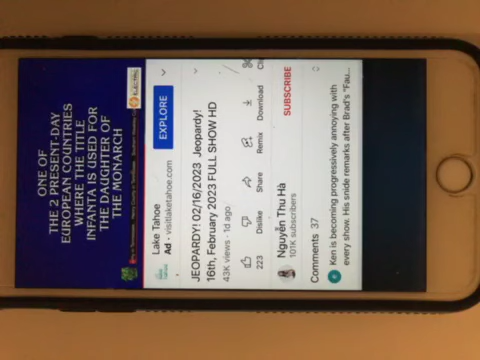 ONE OF
THE 2 PRESENT-DAY
EUROPEAN COUNTRIES
WHERE THE TITLE
INFANTA IS USED FOR
THE DAUGHTER OF
THE MONARCH
ELECTRIC
Lake Tahoe
Ad · visitlaketahoe.com
EXPLORE
JEOPARDY! 02/16/2023 Jeopardy!
16th, February 2023 FULL SHOW HD
43K views · 1d ago
223
Dislike
Share
Remix
Download
Nguyễn Thu Hà
101K subscribers
SUBSCRIBE
Comments 37
Ken is becoming progressively annoying with
every show. His snide remarks after Brad's "Fau...